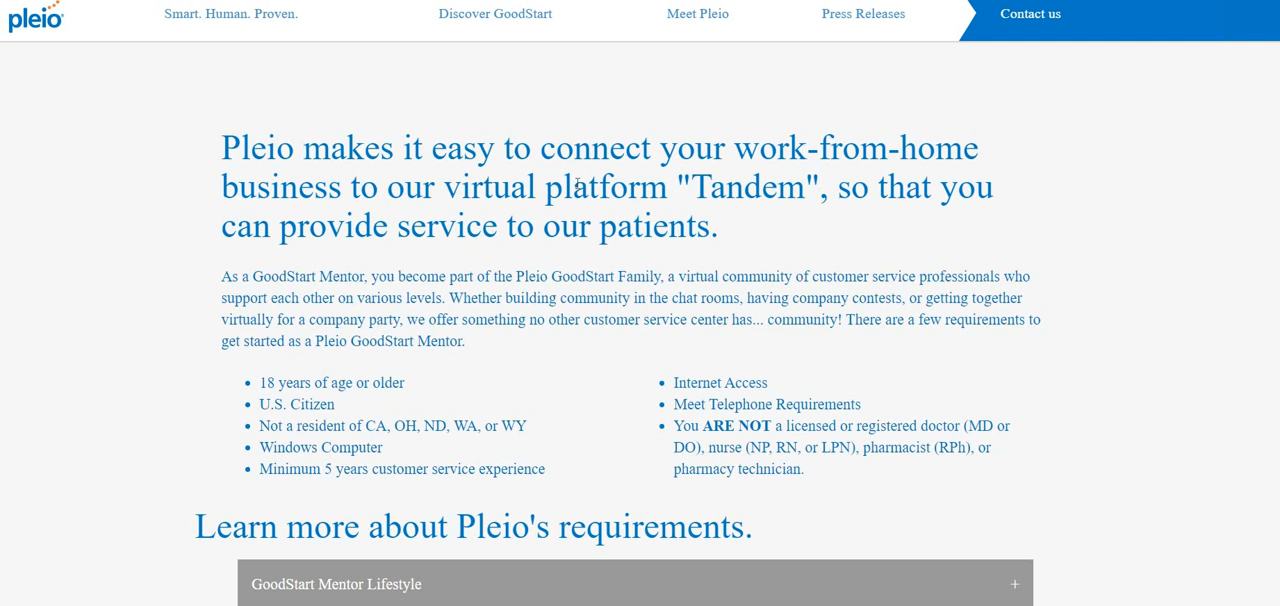 pleio
Smart. Human. Proven.
Discover GoodStart
Meet Pleio
Press Releases
Contact us
Pleio makes it easy to connect your work-from-home
business to our virtual platform "Tandem", so that you
can provide service to our patients.
As a GoodStart Mentor, you become part of the Pleio GoodStart Family, a virtual community of customer service professionals who
support each other on various levels. Whether building community in the chat rooms, having company contests, or getting together
virtually for a company party, we offer something no other customer service center has... community! There are a few requirements to
get started as a Pleio GoodStart Mentor.
18 years of age or older
U.S. Citizen
Not a resident of CA, OH, ND, WA, or WY
Windows Computer
Minimum 5 years customer service experience
Internet Access
Meet Telephone Requirements
You ARE NOT a licensed or registered doctor (MD or
DO), nurse (NP, RN, or LPN), pharmacist (RPh), or
pharmacy technician.
Learn more about Pleio's requirements.
GoodStart Mentor Lifestyle +